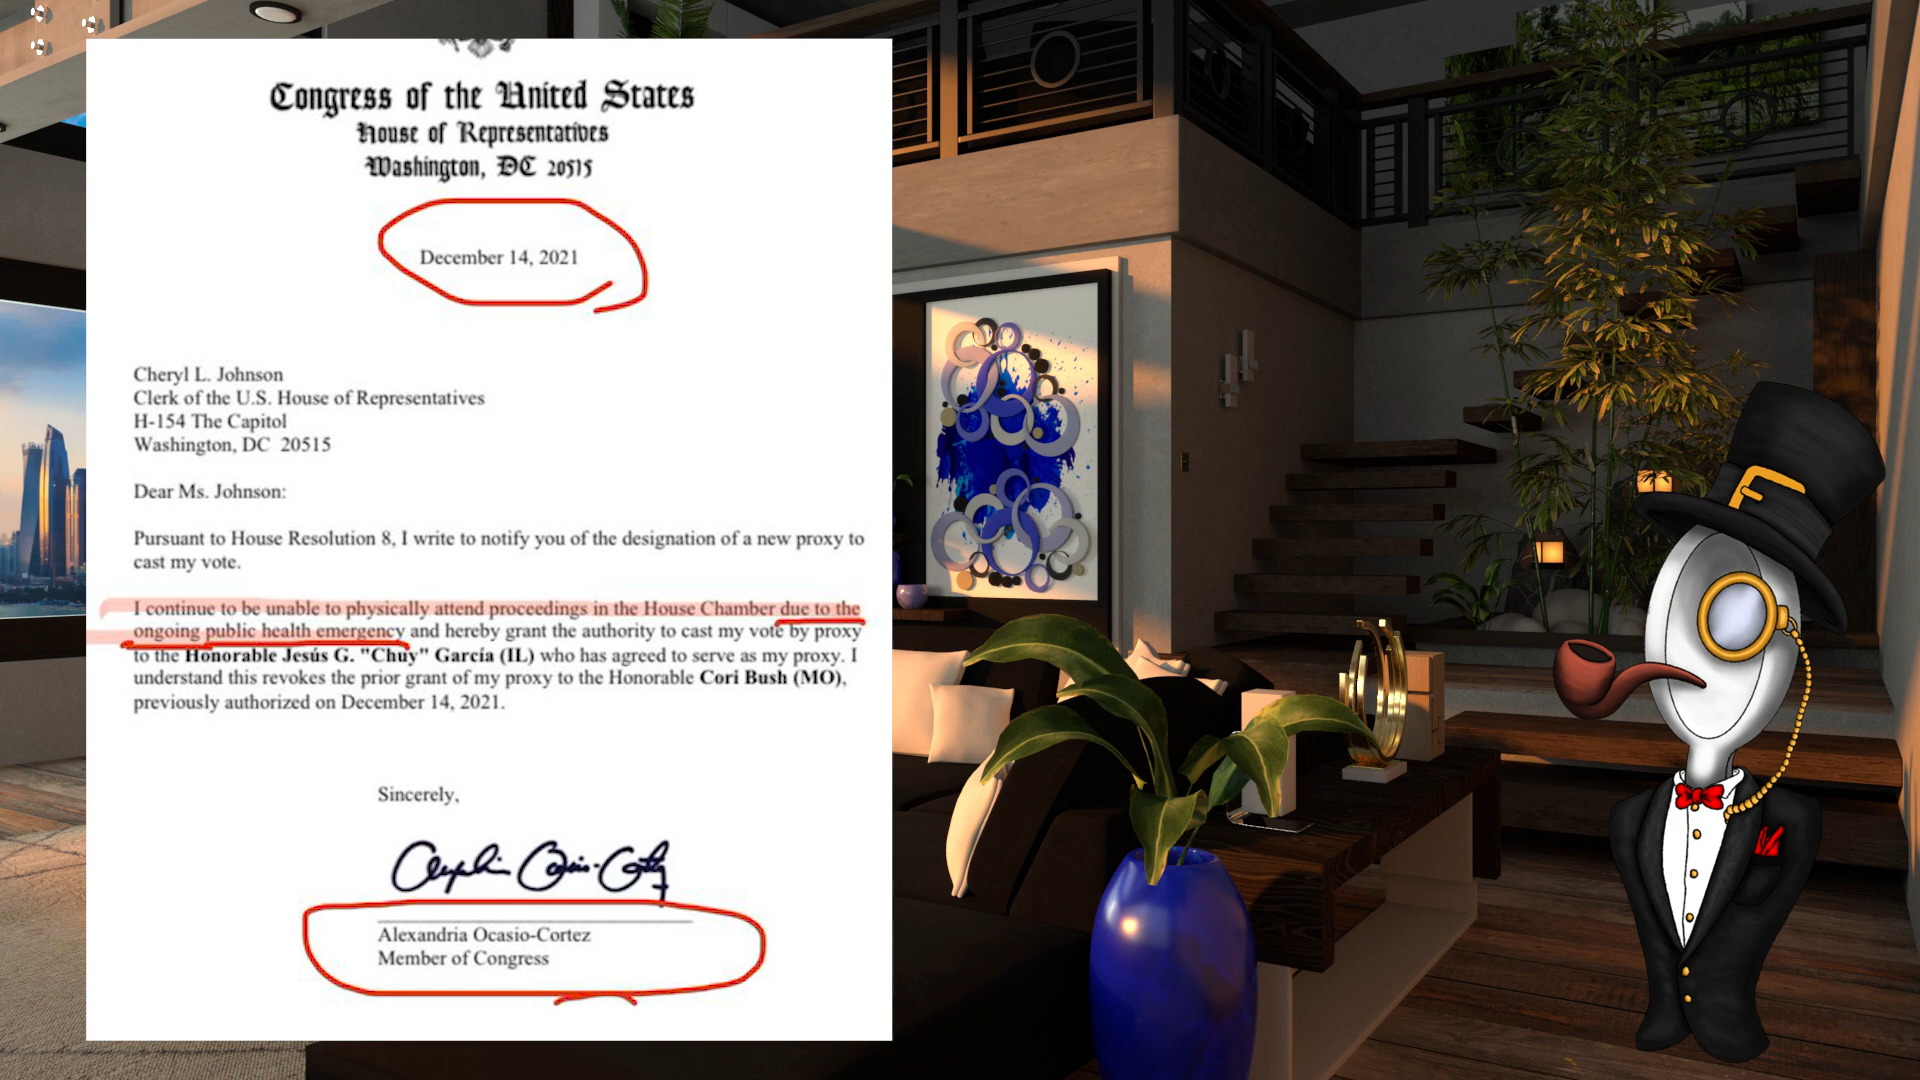 Congress of the United States
House of Representatives
Washington, DC 20515
December 14, 2021
Cheryl L. Johnson
Clerk of the U.S. House of Representatives
H-154 The Capitol
Washington, DC 20515
Dear Ms. Johnson:
Pursuant to House Resolution 8, I write to notify you of the designation of a new proxy to
cast my vote.
I continue to be unable to physically attend proceedings in the House Chamber due to the
ongoing public health emergency and hereby grant the authority to cast my vote by proxy
to the Honorable Jesús G. "Chuy" García (IL) who has agreed to serve as my proxy. I
understand this revokes the prior grant of my proxy to the Honorable Cori Bush (MO),
previously authorized on December 14, 2021.
Sincerely,
Alexandria Ocasio-Cortez
Member of Congress